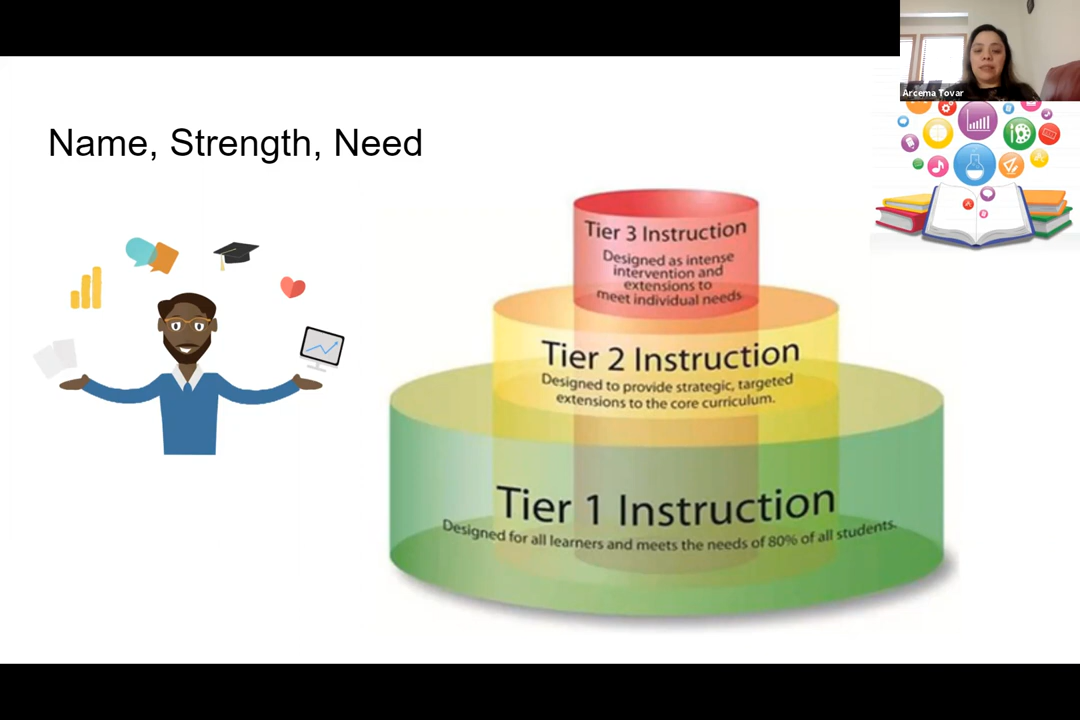 Arcema Tovar
Name, Strength, Need
Tier 3 Instruction
Designed as intense
intervention and
extensions to
meet individual needs
Tier 2 Instruction
Designed to provide strategic, targeted
extensions to the core curriculum.
Tier 1 Instruction
Designed for all learners and meets the needs of 80% of all students.